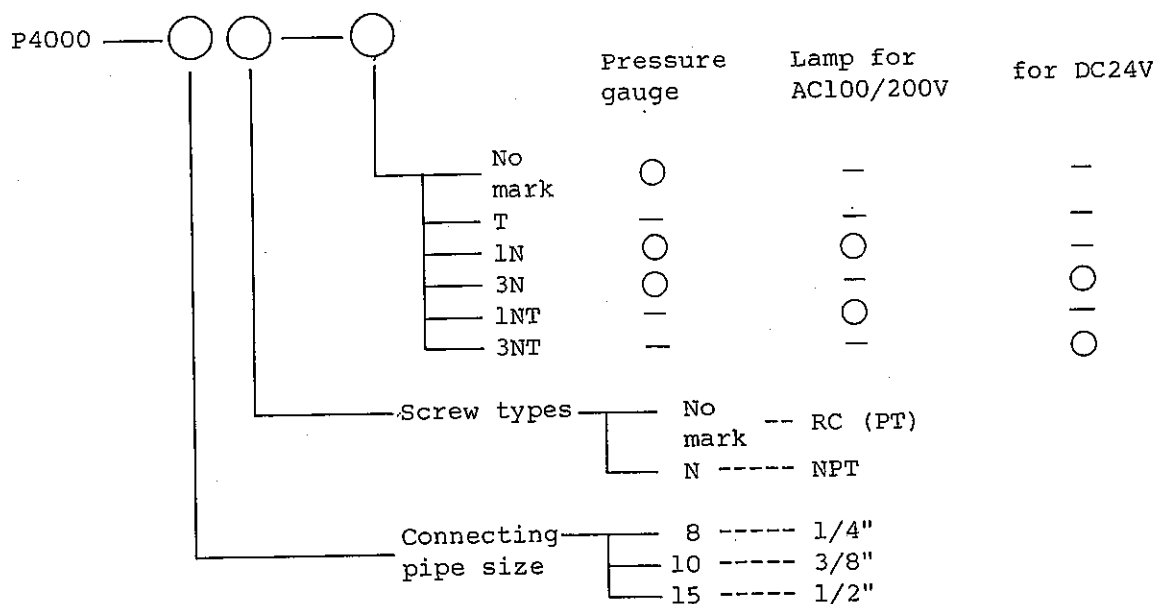 P4000
Pressure gauge
Lamp for AC100/200V
for DC24V
No mark ○ — —
T — — —
1N ○ ○ —
3N ○ — ○
1NT — ○ —
3NT — — ○
Screw types
No mark -- RC (PT)
N ----- NPT
Connecting pipe size
8 ----- 1/4"
10 ----- 3/8"
15 ----- 1/2"